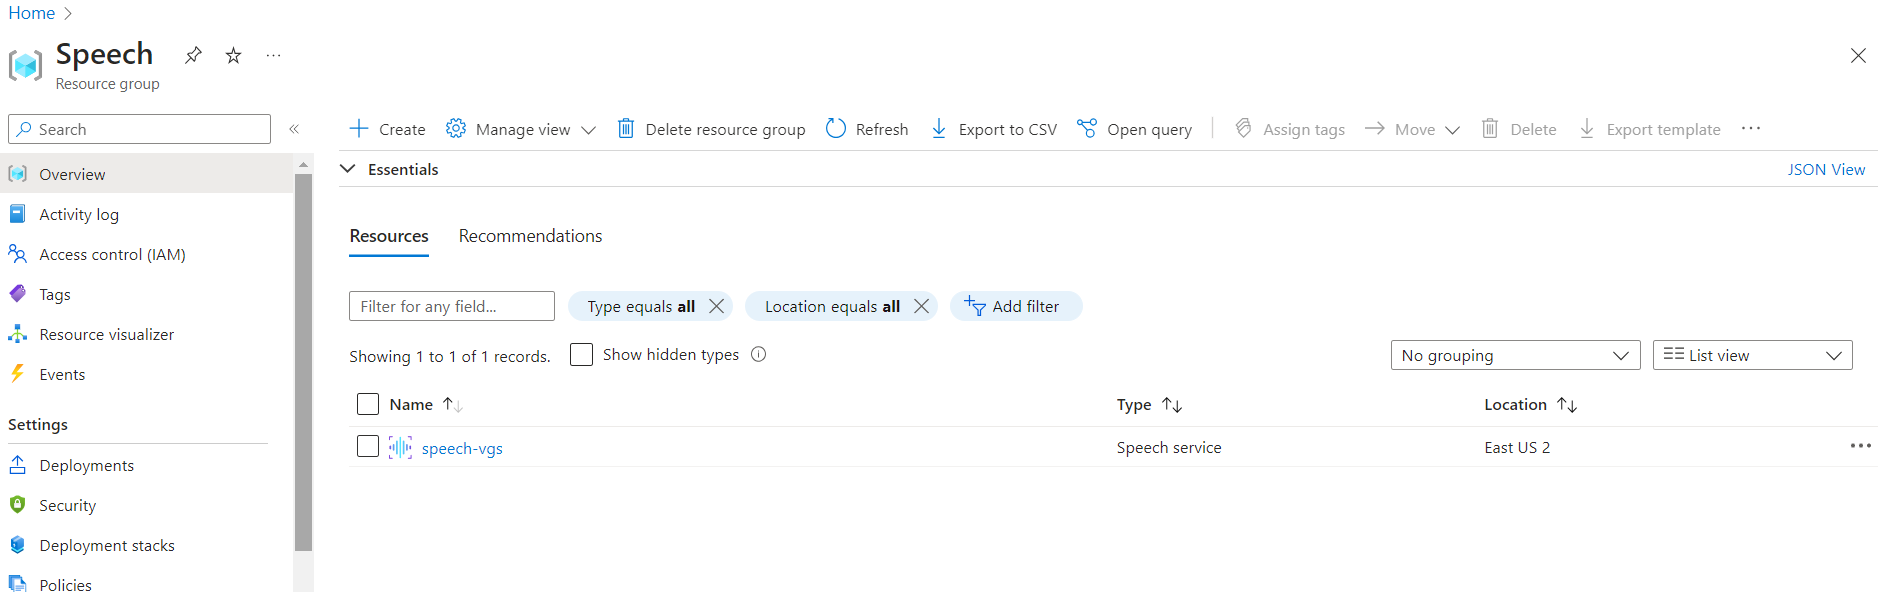 Home
Speech
Resource group
Search
Overview
Activity log
Access control (IAM)
Tags
Resource visualizer
Events
Settings
Deployments
Security
Deployment stacks
Policies
Create Manage view Delete resource group Refresh Export to CSV Open query Assign tags Move Delete Export template
Essentials JSON View
Resources Recommendations
Filter for any field... Type equals all Location equals all Add filter
Showing 1 to 1 of 1 records. Show hidden types No grouping List view
Name Type Location
speech-vgs Speech service East US 2